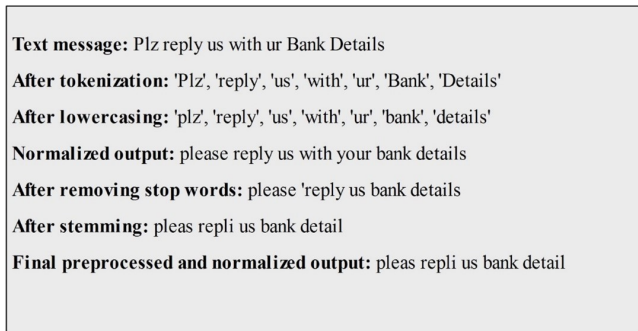 Text message: Plz reply us with ur Bank Details
After tokenization: 'Plz', 'reply', 'us', 'with', 'ur', 'Bank', 'Details'
After lowercasing: 'plz', 'reply', 'us', 'with', 'ur', 'bank', 'details'
Normalized output: please reply us with your bank details
After removing stop words: please 'reply us bank details
After stemming: pleas repli us bank detail
Final preprocessed and normalized output: pleas repli us bank detail